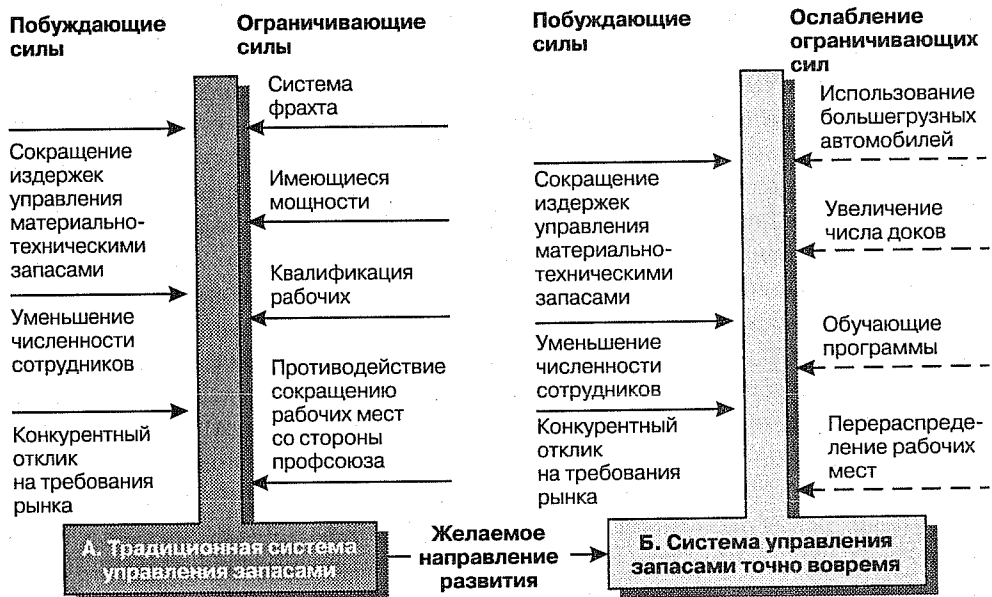 Побуждающие
силы
Сокращение
издержек
управления
материально-
техническими
запасами
Уменьшение
численности
сотрудников
Конкурентный
отклик
на требования
рынка
Ограничивающие
силы
Система
фрахта
Имеющиеся
мощности
Квалификация
рабочих
Противодействие
сокращению
рабочих мест
со стороны
профсоюза
А. Традиционная система
управления запасами
Желаемое
направление
развития
Побуждающие
силы
Сокращение
издержек
управления
материально-
техническими
запасами
Уменьшение
численности
сотрудников
Конкурентный
отклик
на требования
рынка
Ослабление
ограничивающих
сил
Использование
большегрузных
автомобилей
Увеличение
числа доков
Обучающие
программы
Перераспреде-
ление рабочих
мест
Б. Система управления
запасами точно вовремя